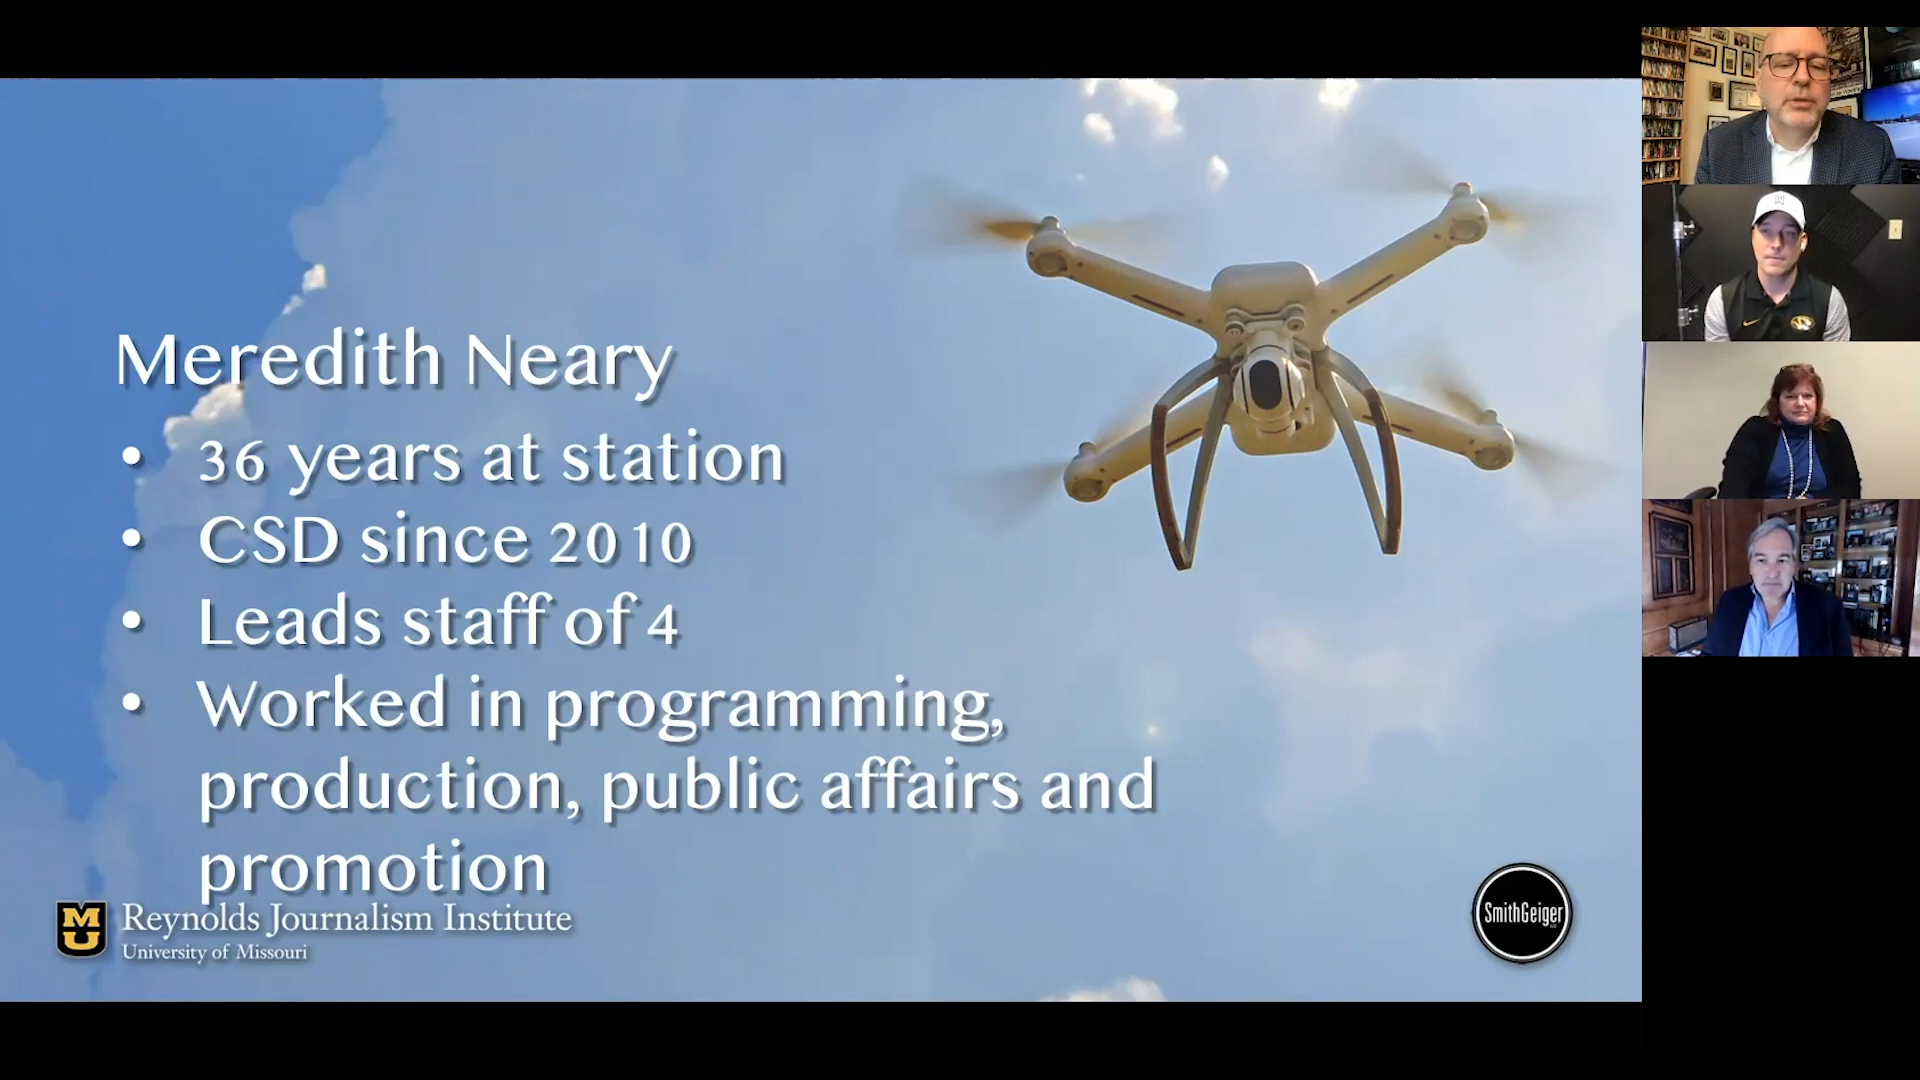 Meredith Neary
• 36 years at station
• CSD since 2010
• Leads staff of 4
• Worked in programming,
production, public affairs and
promotion
MU
Reynolds Journalism Institute
University of Missouri
SmithGeiger